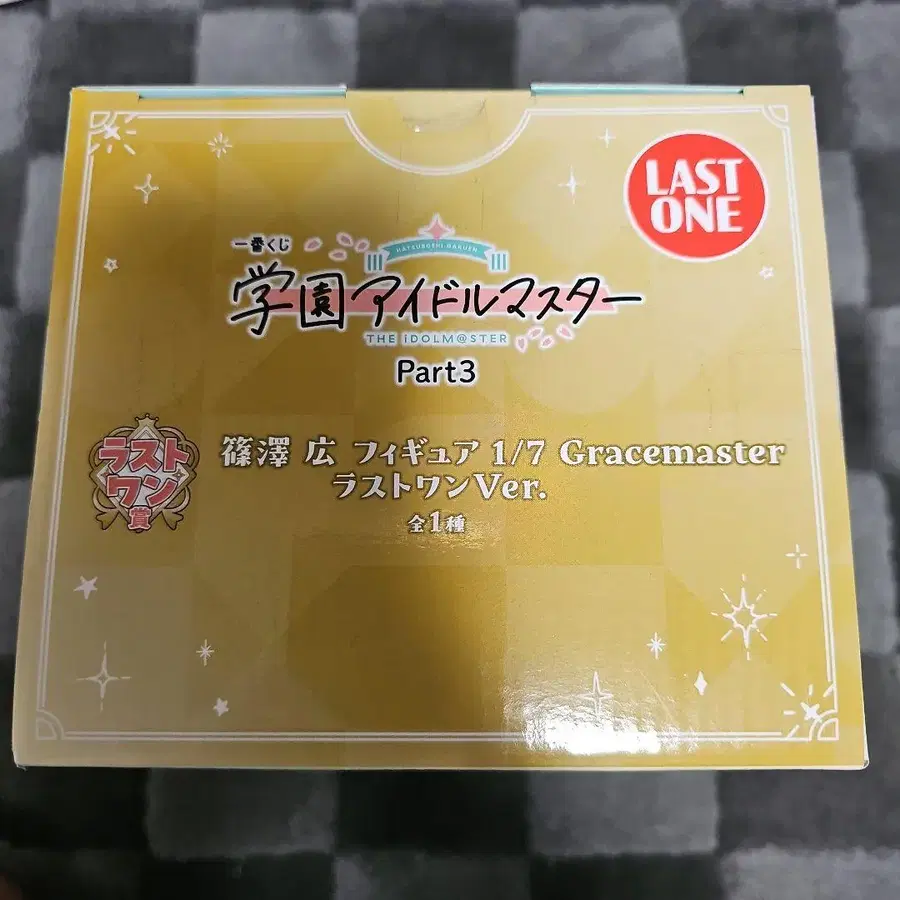 LAST
ONE
一番くじ
HATSUBOSHI GAKUEN
学園アイドルマスター
THE iDOLM@STER
Part3
ラスト
ワン
賞
篠澤 広 フィギュア 1/7 Gracemaster
ラストワンVer.
全1種